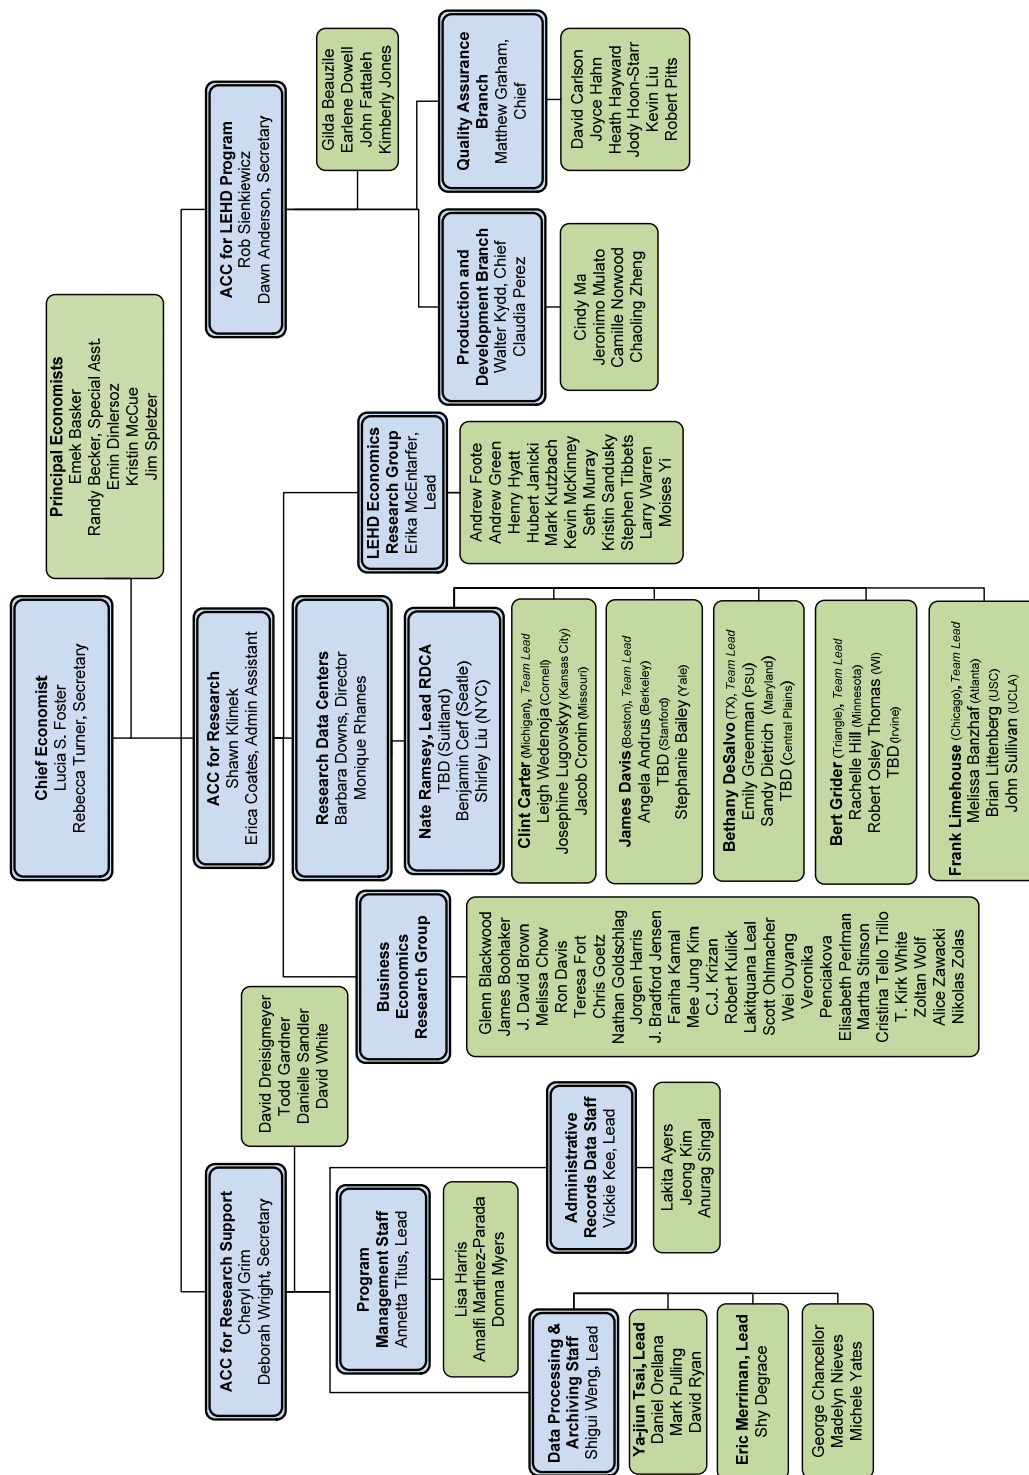 Chief Economist
Lucia S. Foster
Rebecca Turner, Secretary
Principal Economists
Emek Basker
Randy Becker, Special Asst.
Emin Dinlersoz
Kristin McCue
Jim Spletzer
ACC for Research Support
Cheryl Grim
Deborah Wright, Secretary
David Dreisigmeyer
Todd Gardner
Danielle Sandler
David White
Program
Management Staff
Annetta Titus, Lead
Lisa Harris
Amalfi Martinez-Parada
Donna Myers
Data Processing &
Archiving Staff
Shigui Weng, Lead
Ya-jiun Tsai, Lead
Daniel Orellana
Mark Pulling
David Ryan
Eric Merriman, Lead
Shy Degrace
George Chancellor
Madelyn Nieves
Michele Yates
Administrative
Records Data Staff
Vickie Kee, Lead
Lakita Ayers
Jeong Kim
Anurag Singal
ACC for Research
Shawn Klimek
Erica Coates, Admin Assistant
Business
Economics
Research Group
Glenn Blackwood
James Boohaker
J. David Brown
Melissa Chow
Ron Davis
Teresa Fort
Chris Goetz
Nathan Goldschlag
Jorgen Harris
J. Bradford Jensen
Fariha Kamal
Mee Jung Kim
C.J. Krizan
Robert Kulick
Lakitquana Leal
Scott Ohlmacher
Wei Ouyang
Veronika
Penciakova
Elisabeth Perlman
Martha Stinson
Cristina Tello Trillo
T. Kirk White
Zoltan Wolf
Alice Zawacki
Nikolas Zolas
Research Data Centers
Barbara Downs, Director
Monique Rhames
Nate Ramsey, Lead RDCA
TBD (Suitland)
Benjamin Cerf (Seatle)
Shirley Liu (NYC)
Clint Carter (Michigan), Team Lead
Leigh Wedenoja (Cornell)
Josephine Lugovskyy (Kansas City)
Jacob Cronin (Missouri)
James Davis (Boston), Team Lead
Angela Andrus (Berkeley)
TBD (Stanford)
Stephanie Bailey (Yale)
Bethany DeSalvo (TX), Team Lead
Emily Greenman (PSU)
Sandy Dietrich (Maryland)
TBD (Central Plains)
Bert Grider (Triangle), Team Lead
Rachelle Hill (Minnesota)
Robert Osley Thomas (WI)
TBD (Irvine)
Frank Limehouse (Chicago), Team Lead
Melissa Banzhaf (Atlanta)
Brian Littenberg (USC)
John Sullivan (UCLA)
LEHD Economics
Research Group
Erika McEntarfer,
Lead
Andrew Foote
Andrew Green
Henry Hyatt
Hubert Janicki
Mark Kutzbach
Kevin McKinney
Seth Murray
Kristin Sandusky
Stephen Tibbets
Larry Warren
Moises Yi
ACC for LEHD Program
Rob Sienkiewicz
Dawn Anderson, Secretary
Gilda Beauzile
Earlene Dowell
John Fattaleh
Kimberly Jones
Production and
Development Branch
Walter Kydd, Chief
Claudia Perez
Cindy Ma
Jeronimo Mulato
Camille Norwood
Chaoling Zheng
Quality Assurance
Branch
Matthew Graham,
Chief
David Carlson
Joyce Hahn
Heath Hayward
Jody Hoon-Starr
Kevin Liu
Robert Pitts